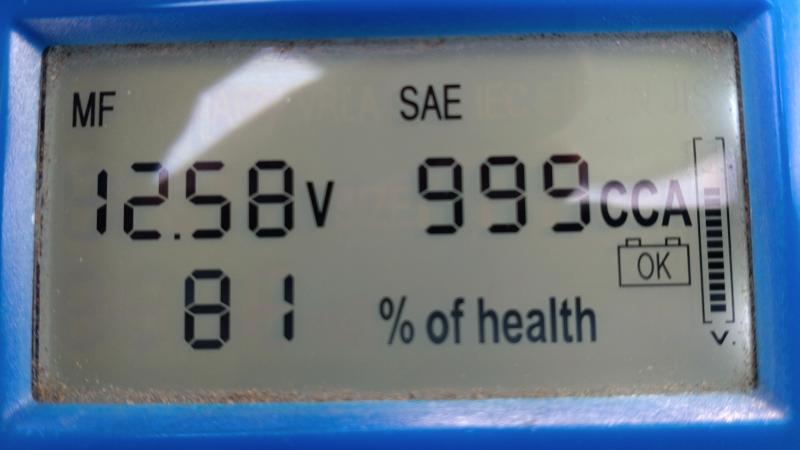 MF SAE
12.58V 999CCA
OK
81 % of health
V.